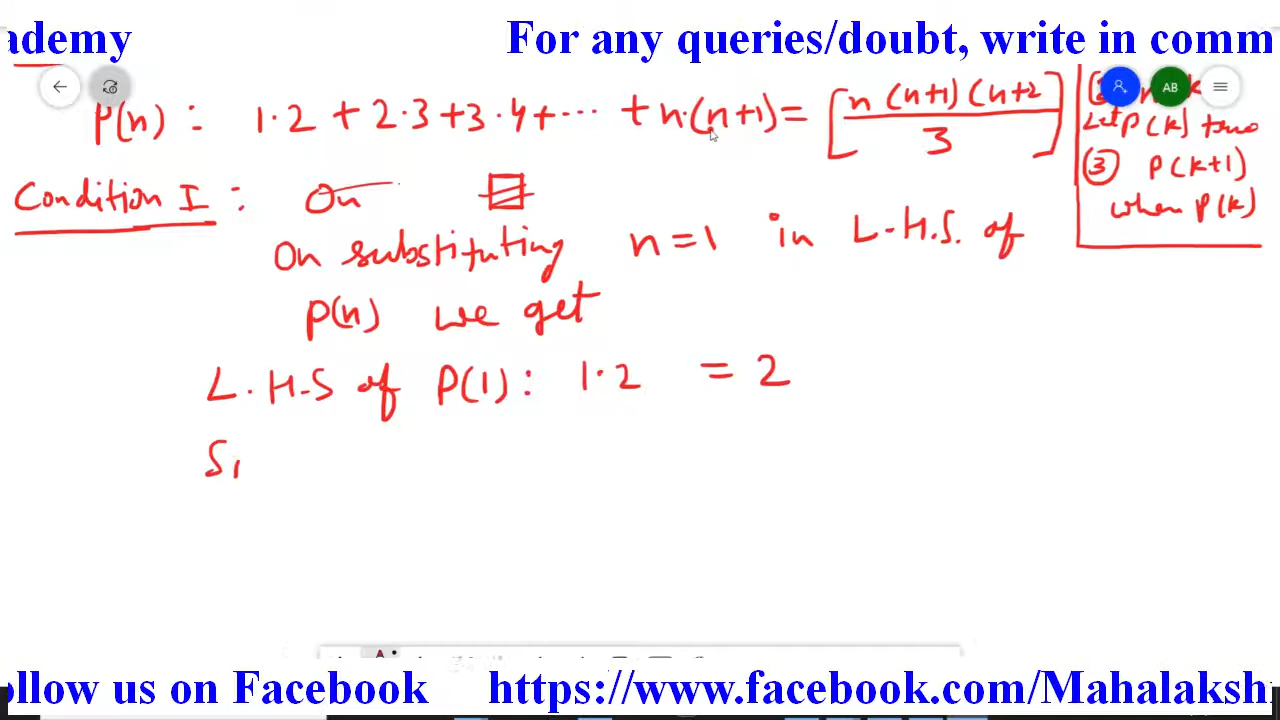 ademy For any queries/doubt, write in comm
P(n) : 1·2 + 2·3 + 3·4 + ··· + n·(n+1) = [n (n+1) (n+2) / 3]
Let P(k) true
③ P(k+1)
when P(k)
Condition I : On
On substituting n = 1 in L.H.S. of
P(n) we get
L.H.S of P(1) : 1·2 = 2
AB
ollow us on Facebook https://www.facebook.com/Mahalaksh